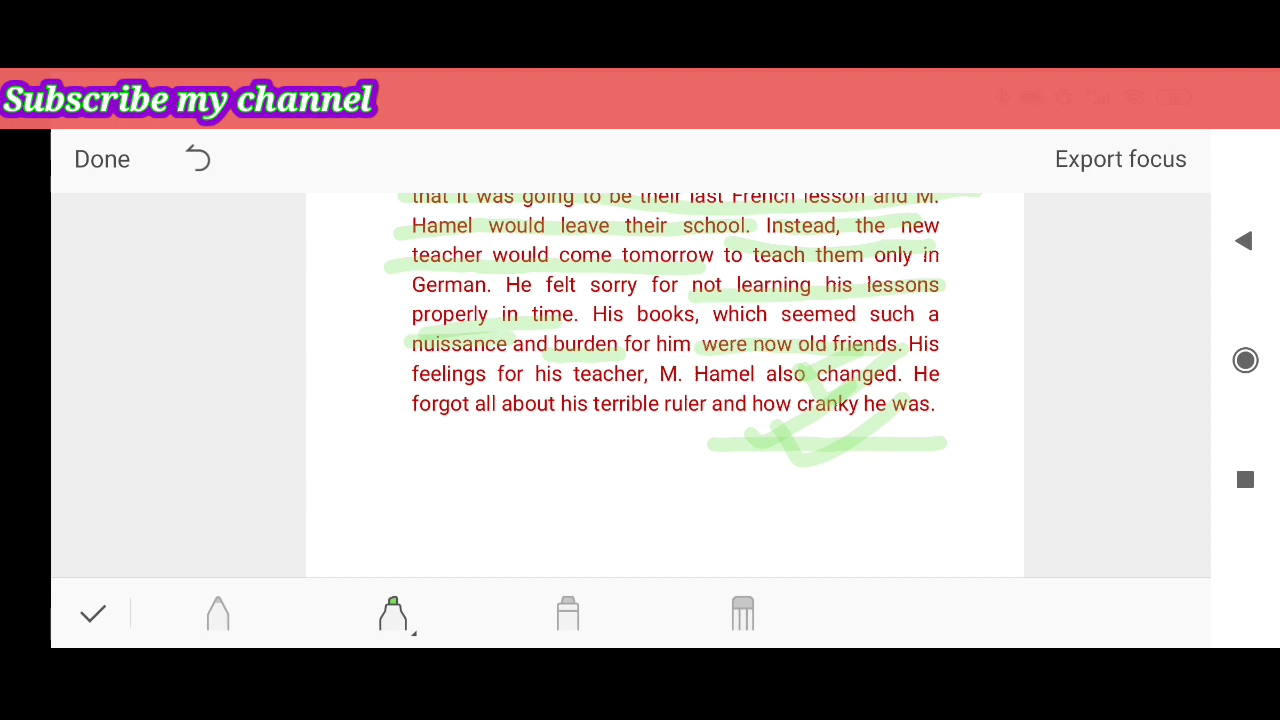 Subscribe my channel
Done
Export focus
that it was going to be their last French lesson and M.
Hamel would leave their school. Instead, the new
teacher would come tomorrow to teach them only in
German. He felt sorry for not learning his lessons
properly in time. His books, which seemed such a
nuissance and burden for him were now old friends. His
feelings for his teacher, M. Hamel also changed. He
forgot all about his terrible ruler and how cranky he was.